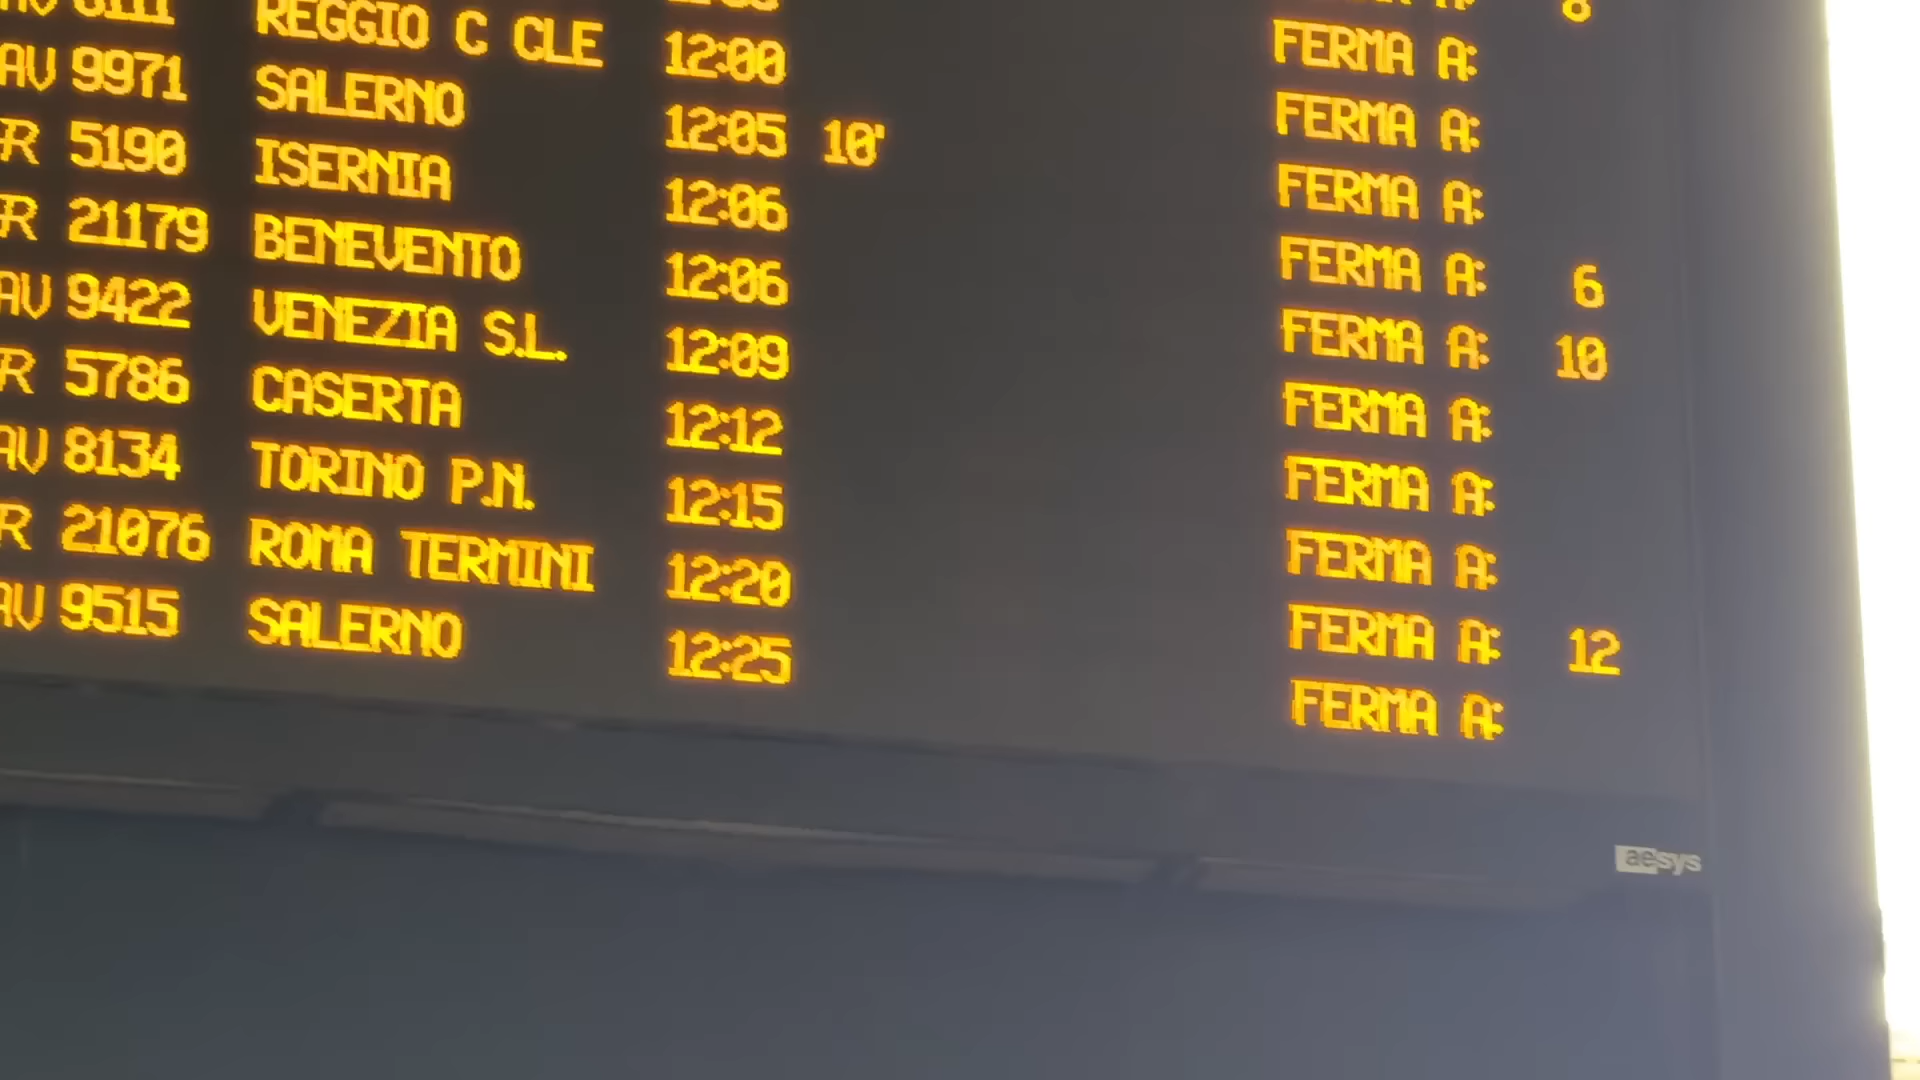 FERMA A:
REGGIO C CLE 12:00 FERMA A:
AV 9971 SALERNO 12:05 10' FERMA A:
R 5190 ISERNIA 12:06 FERMA A: 6
R 21179 BENEVENTO 12:06 FERMA A: 10
AV 9422 VENEZIA S.L. 12:09 FERMA A:
R 5786 CASERTA 12:12 FERMA A:
AV 8134 TORINO P.N. 12:15 FERMA A:
R 21076 ROMA TERMINI 12:20 FERMA A: 12
AV 9515 SALERNO 12:25 FERMA A:
aesys